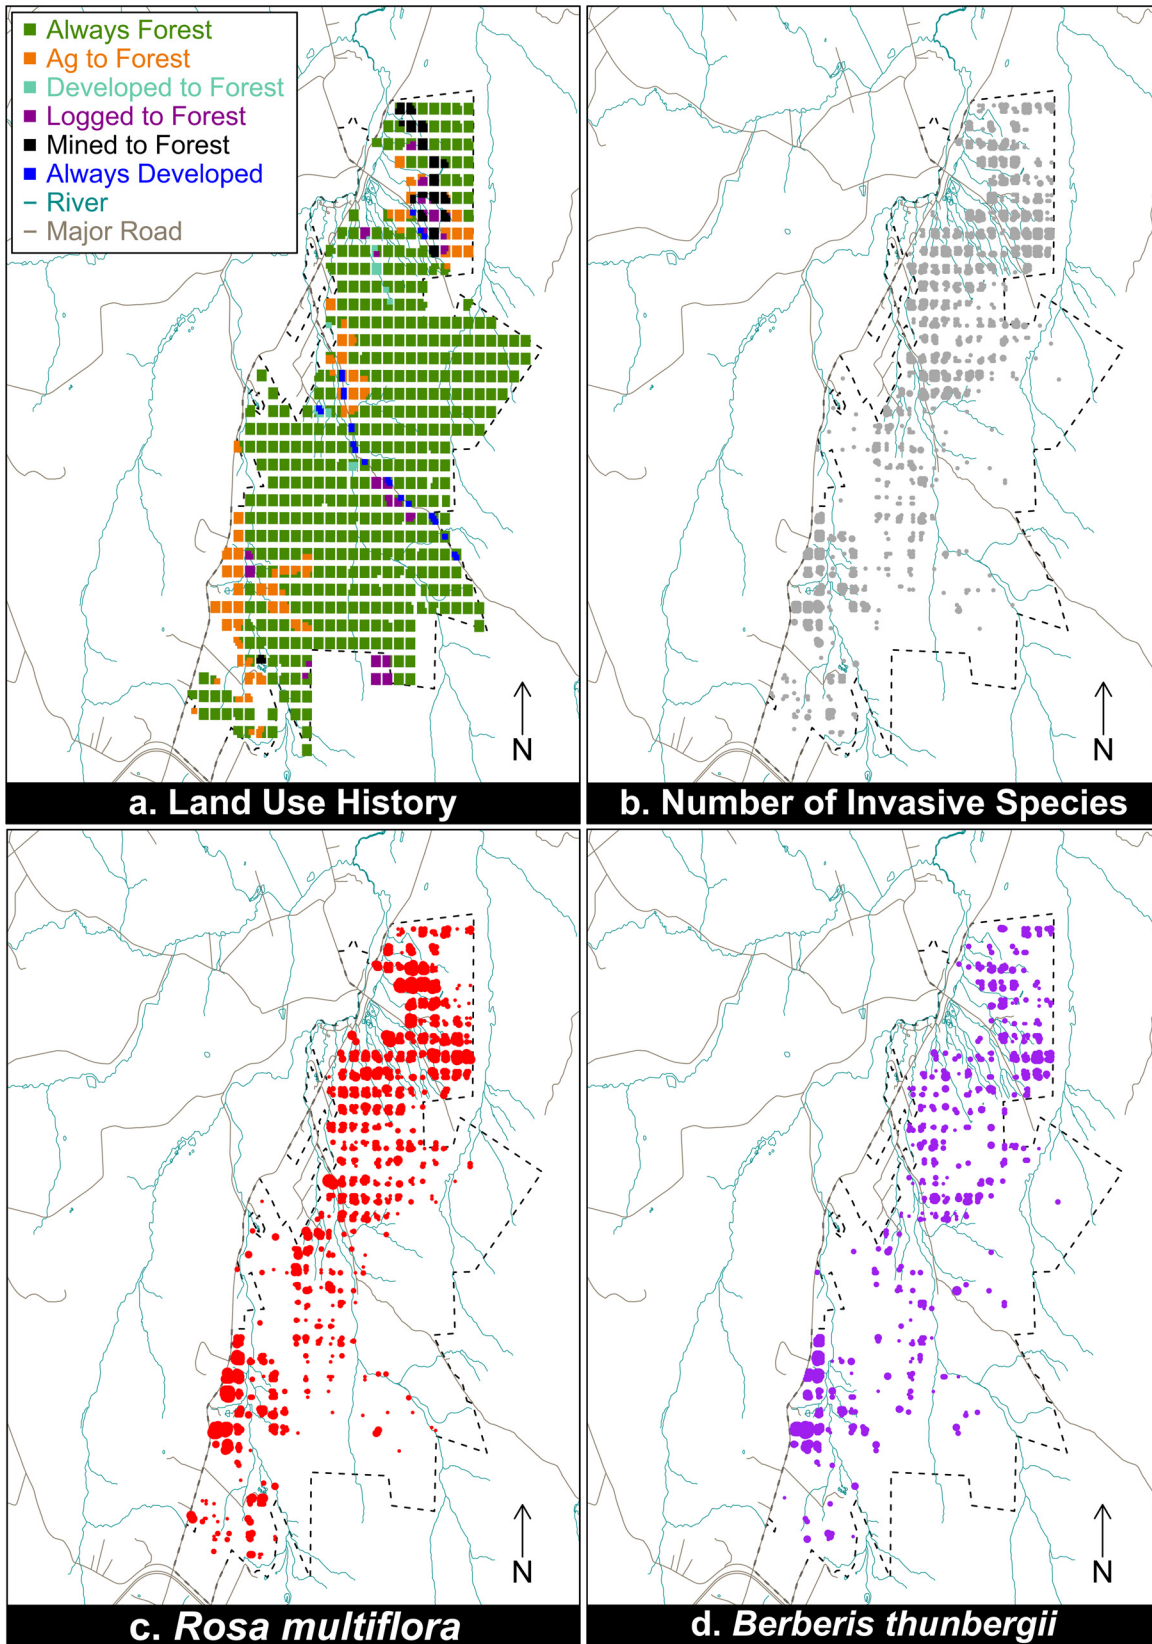 Always Forest
Ag to Forest
Developed to Forest
Logged to Forest
Mined to Forest
Always Developed
River
Major Road
N
N
a. Land Use History
b. Number of Invasive Species
N
N
c. Rosa multiflora
d. Berberis thunbergii